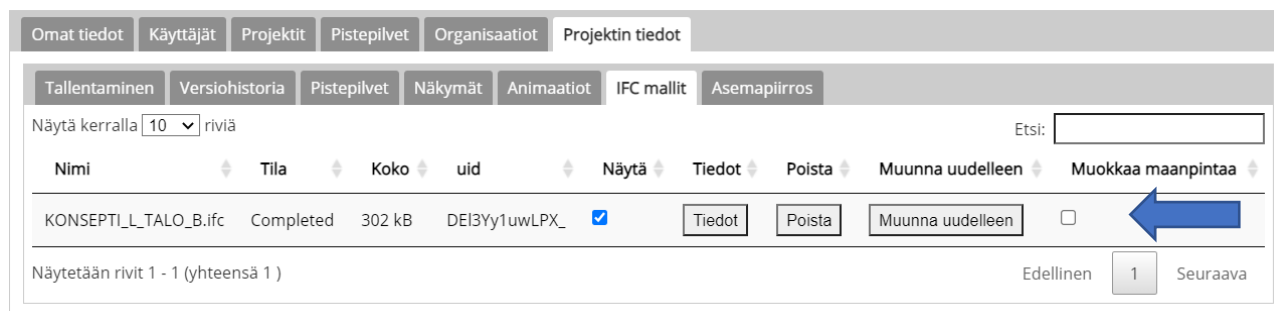 Omat tiedot Käyttäjät Projektit Pistepilvet Organisaatiot Projektin tiedot
Tallentaminen Versiohistoria Pistepilvet Näkymät Animaatiot IFC mallit Asemapiirros
Näytä kerralla 10 riviä Etsi:
Nimi Tila Koko uid Näytä Tiedot Poista Muunna uudelleen Muokkaa maanpintaa
KONSEPTI_L_TALO_B.ifc Completed 302 kB DEl3Yy1uwLPX_ Tiedot Poista Muunna uudelleen
Näytetään rivit 1 - 1 (yhteensä 1 ) Edellinen 1 Seuraava